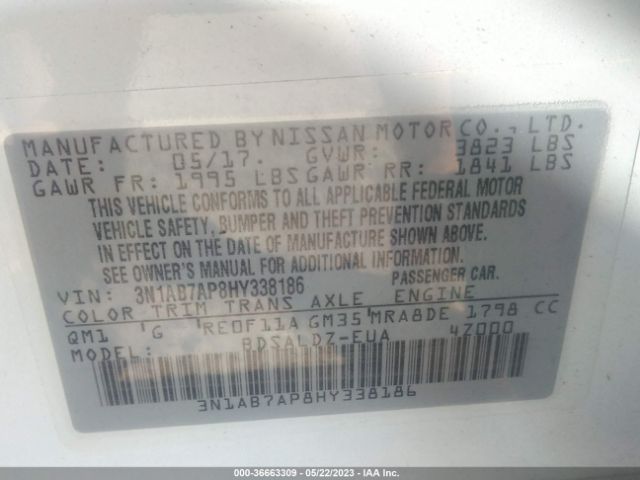 MANUFACTURED BY NISSAN MOTOR CO., LTD.
DATE: 05/17. GVWR: 3823 LBS
GAWR FR: 1995 LBS GAWR RR: 1841 LBS
THIS VEHICLE CONFORMS TO ALL APPLICABLE FEDERAL MOTOR
VEHICLE SAFETY, BUMPER AND THEFT PREVENTION STANDARDS
IN EFFECT ON THE DATE OF MANUFACTURE SHOWN ABOVE.
SEE OWNER'S MANUAL FOR ADDITIONAL INFORMATION.
VIN: 3N1AB7AP8HY338186 PASSENGER CAR.
COLOR TRIM TRANS AXLE ENGINE
QM1 'G 'RE0F11A GM35'MRA8DE 1798 CC
MODEL: BDSALDZ-EUA 4Z000
3N1AB7AP8HY338186
000-36663309 - 05/22/2023 - IAA Inc.